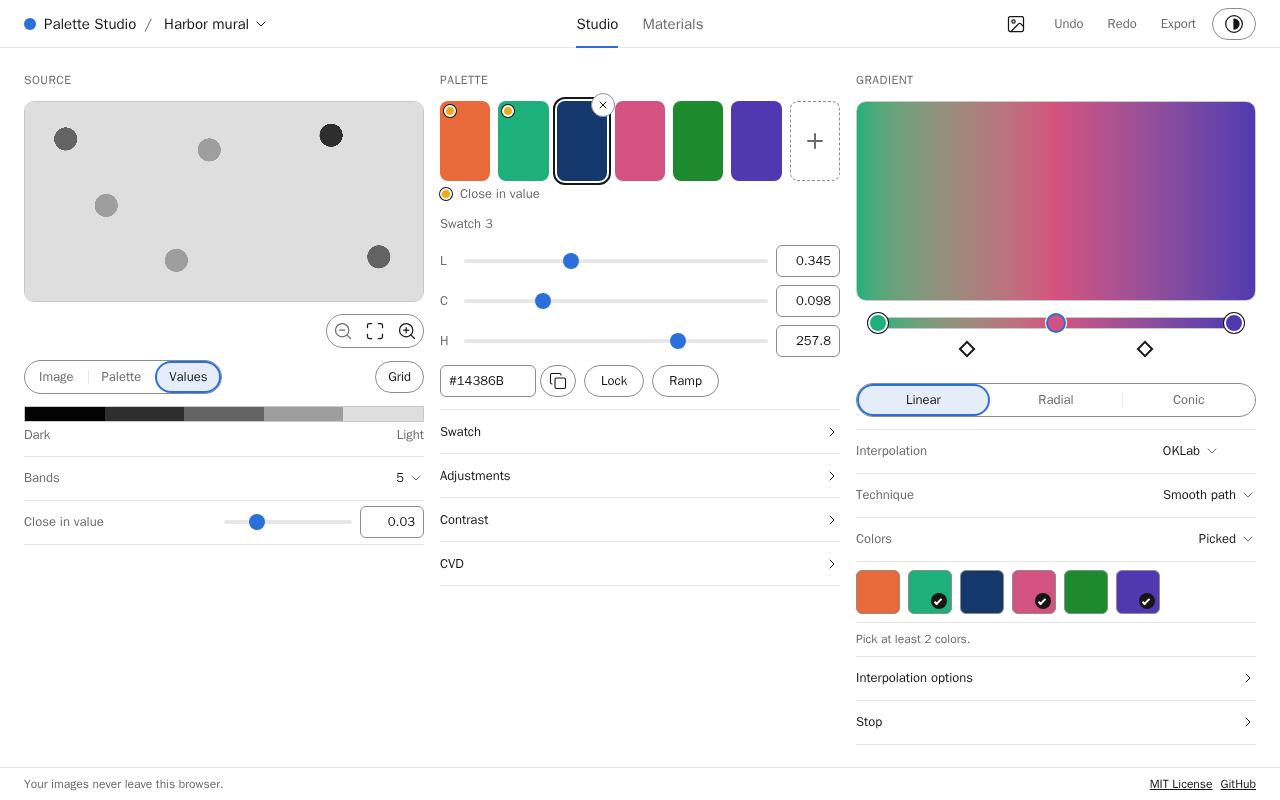 Palette Studio / Harbor mural
Studio
Materials
Undo
Redo
Export
SOURCE
Image
Palette
Values
Grid
Dark
Light
Bands
5
Close in value
0.03
PALETTE
Close in value
Swatch 3
L
0.345
C
0.098
H
257.8
#14386B
Lock
Ramp
Swatch
Adjustments
Contrast
CVD
GRADIENT
Linear
Radial
Conic
Interpolation
OKLab
Technique
Smooth path
Colors
Picked
Pick at least 2 colors.
Interpolation options
Stop
Your images never leave this browser.
MIT License
GitHub